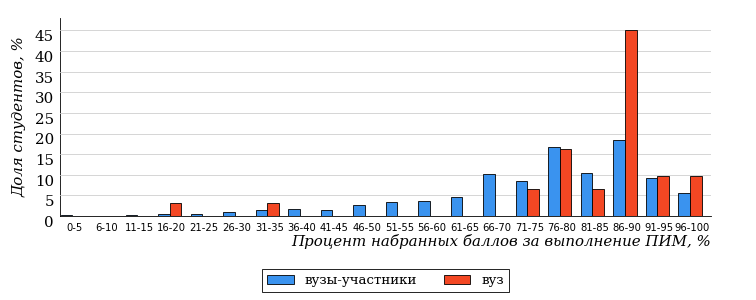 Доля студентов, %
45
40
35
30
25
20
15
10
5
0
0-5 6-10 11-15 16-20 21-25 26-30 31-35 36-40 41-45 46-50 51-55 56-60 61-65 66-70 71-75 76-80 81-85 86-90 91-95 96-100
Процент набранных баллов за выполнение ПИМ, %
вузы-участники вуз